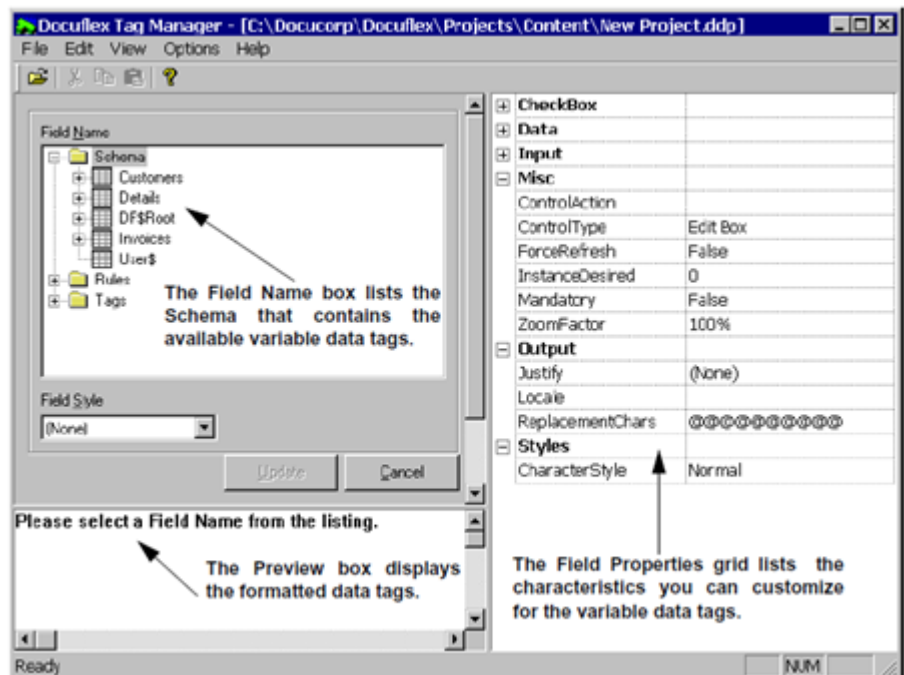 Docuflex Tag Manager - [C:\Docucorp\Docuflex\Projects\Content\New Project.ddp]
File Edit View Options Help
Field Name
Schema
Customers
Details
DF$Root
Invoices
User$
Rules
Tags
The Field Name box lists the
Schema that contains the
available variable data tags.
Field Style
(None)
Update Cancel
Please select a Field Name from the listing.
The Preview box displays
the formatted data tags.
CheckBox
Data
Input
Misc
ControlAction
ControlType Edit Box
ForceRefresh False
InstanceDesired 0
Mandatory False
ZoomFactor 100%
Output
Justify (None)
Locale
ReplacementChars @@@@@@@@@@
Styles
CharacterStyle Normal
The Field Properties grid lists the
characteristics you can customize
for the variable data tags.
Ready NUM